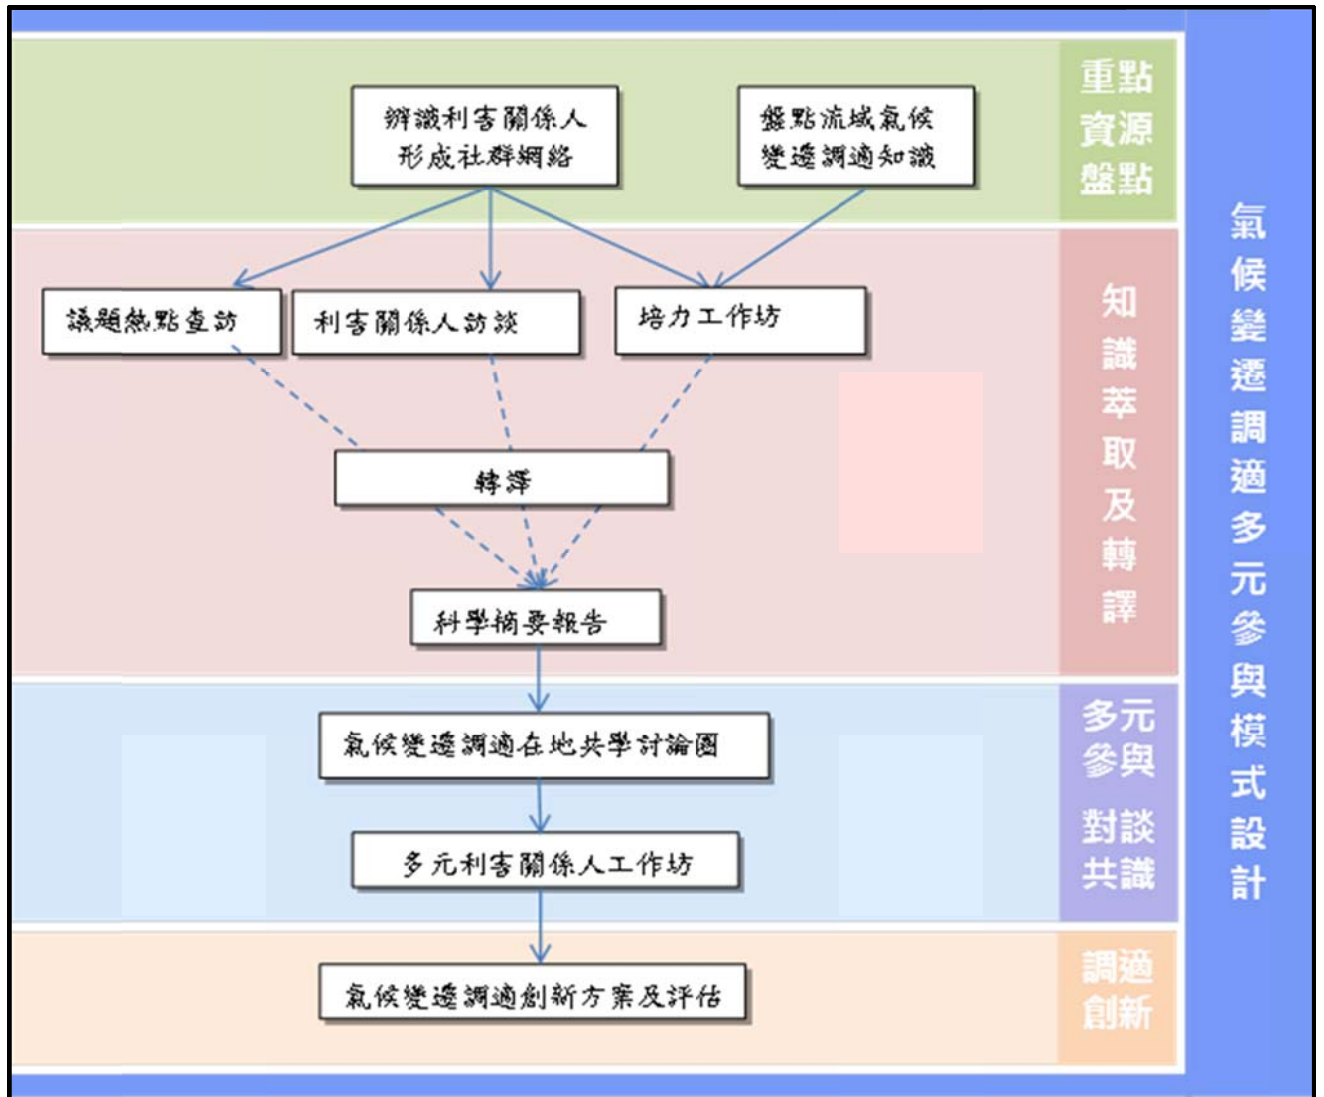 辨識利害關係人
形成社群網絡
盤點流域氣候
變遷調適知識
重點
資源
盤點
議題熱點查訪
利害關係人訪談
培力工作坊
轉譯
科學摘要報告
知識萃取及轉譯
氣候變遷調適在地共學討論圈
多元利害關係人工作坊
多元
參與
對談
共識
氣候變遷調適創新方案及評估
調適
創新
氣候變遷調適多元參與模式設計